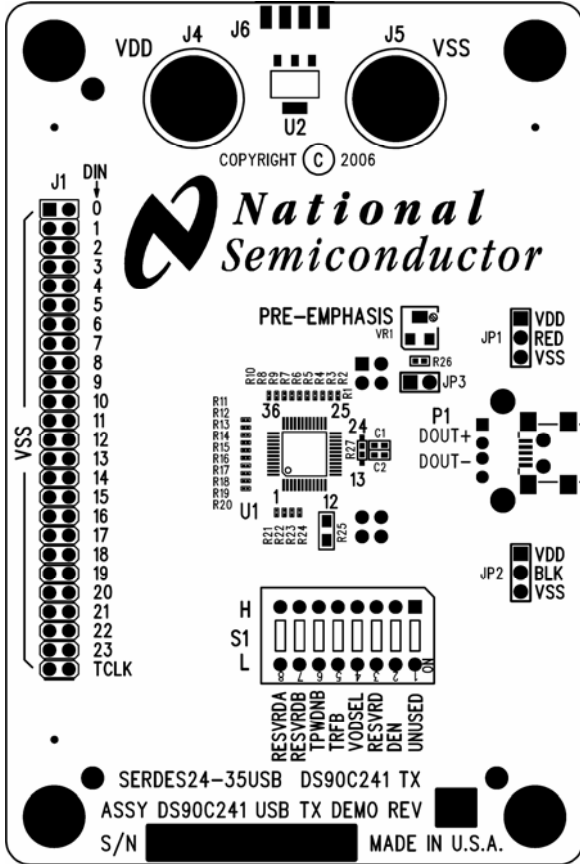 J6
J4
J5
VDD
VSS
U2
COPYRIGHT C 2006
DIN
J1
National
Semiconductor
0
1
2
3
4
5
6
7
8
9
10
11
12
13
14
15
16
17
18
19
20
21
22
23
TCLK
VSS
PRE-EMPHASIS
VR1
R26
JP3
VDD
JP1 RED
VSS
R10
R8
R9
R7
R6
R5
R4
R3
R2
R1
36
25
R11
R12
R13
R14
R15
R16
R17
R18
R19
R20
24
R27
C1
C2
13
U1
1
12
R21
R22
R23
R24
R25
P1
DOUT+
DOUT-
VDD
JP2 BLK
VSS
H
S1
L
8 7 6 5 4 3 2 1
ON
RESVRDA
RESVRDB
TPWDNB
TRFB
VODSEL
RESVRD
DEN
UNUSED
SERDES24-35USB DS90C241 TX
ASSY DS90C241 USB TX DEMO REV
S/N MADE IN U.S.A.